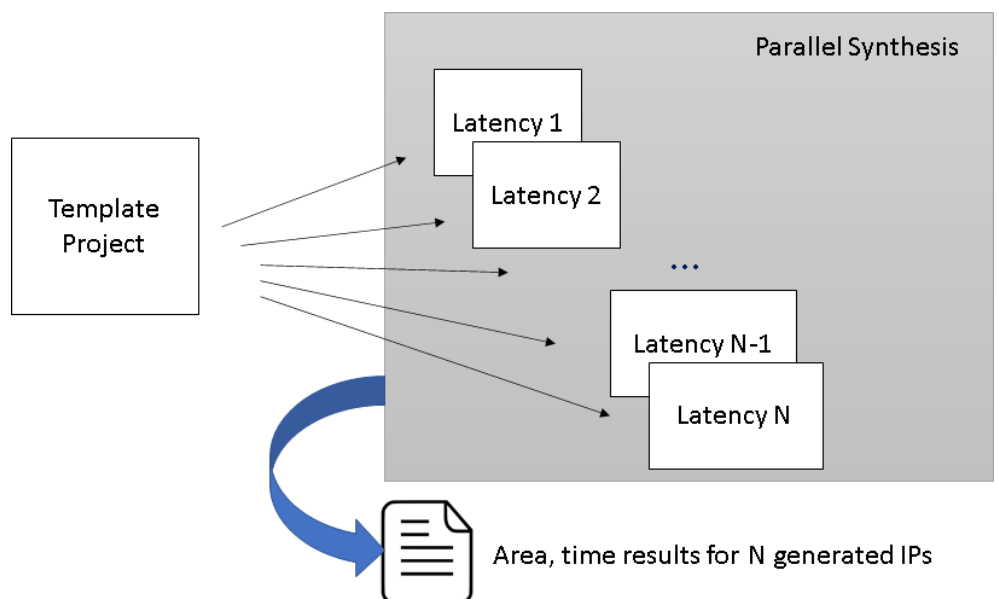 Parallel Synthesis
Latency 1
Latency 2
Template
Project
...
Latency N-1
Latency N
Area, time results for N generated IPs